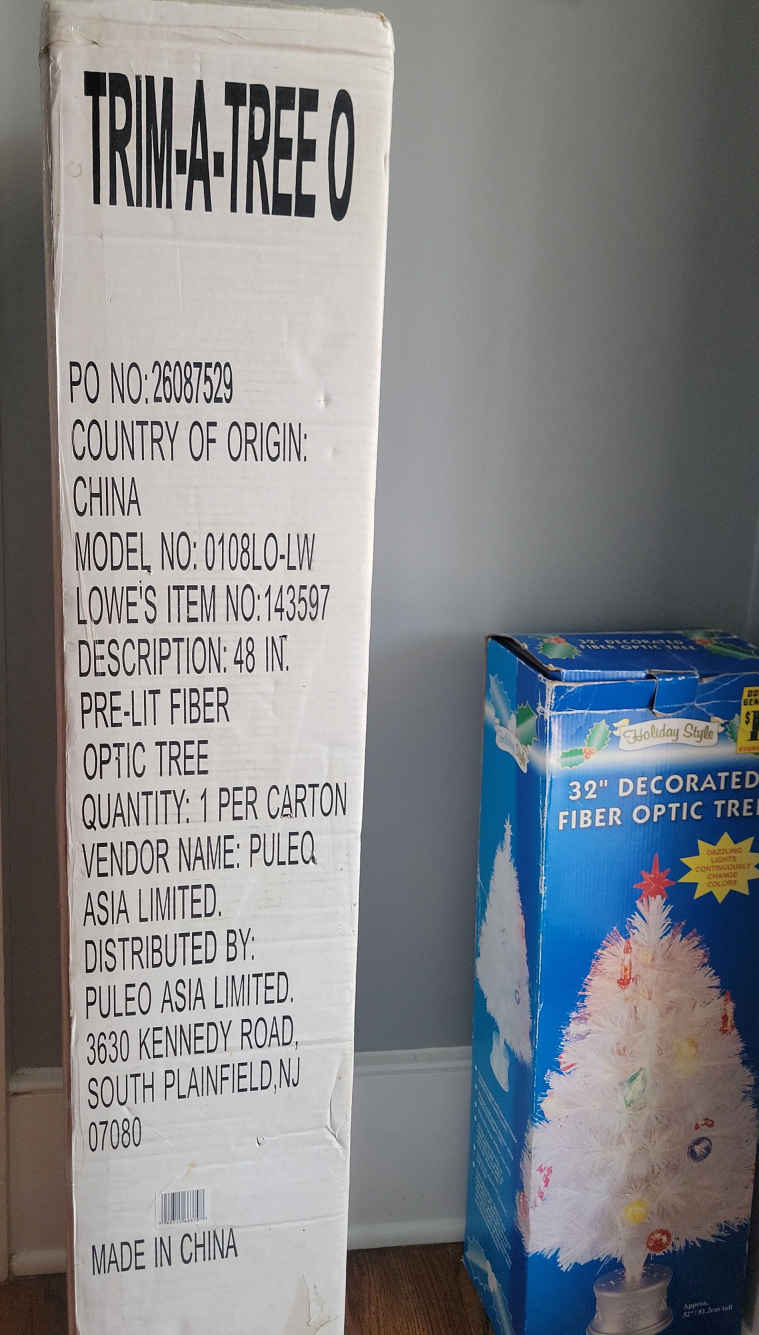 TRIM-A-TREE O
PO NO: 26087529
COUNTRY OF ORIGIN:
CHINA
MODEL NO: 0108LO-LW
LOWE'S ITEM NO:143597
DESCRIPTION: 48 IN.
PRE-LIT FIBER
OPTIC TREE
QUANTITY: 1 PER CARTON
VENDOR NAME: PULEO
ASIA LIMITED.
DISTRIBUTED BY:
PULEO ASIA LIMITED.
3630 KENNEDY ROAD,
SOUTH PLAINFIELD,NJ
07080
MADE IN CHINA
32" DECORATED
FIBER OPTIC TREE
Holiday Style
32" DECORATED
FIBER OPTIC TREE
DAZZLING
LIGHTS
CONTINUOUSLY
CHANGE
COLORS!
Approx.